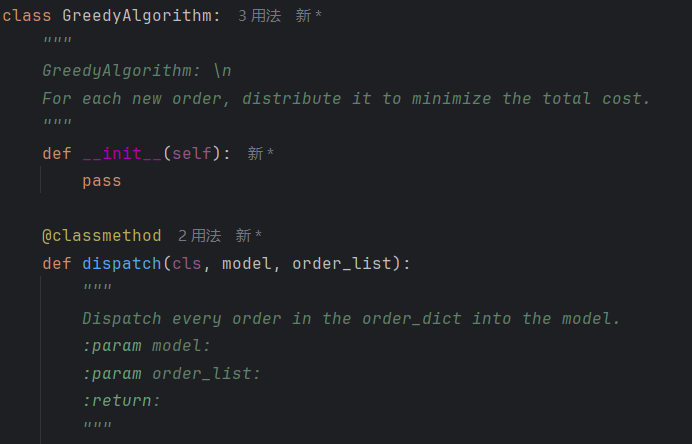 class GreedyAlgorithm: 3 用法 新 *
"""
GreedyAlgorithm: \n
For each new order, distribute it to minimize the total cost.
"""
def __init__(self): 新 *
pass
@classmethod 2 用法 新 *
def dispatch(cls, model, order_list):
"""
Dispatch every order in the order_dict into the model.
:param model:
:param order_list:
:return:
"""